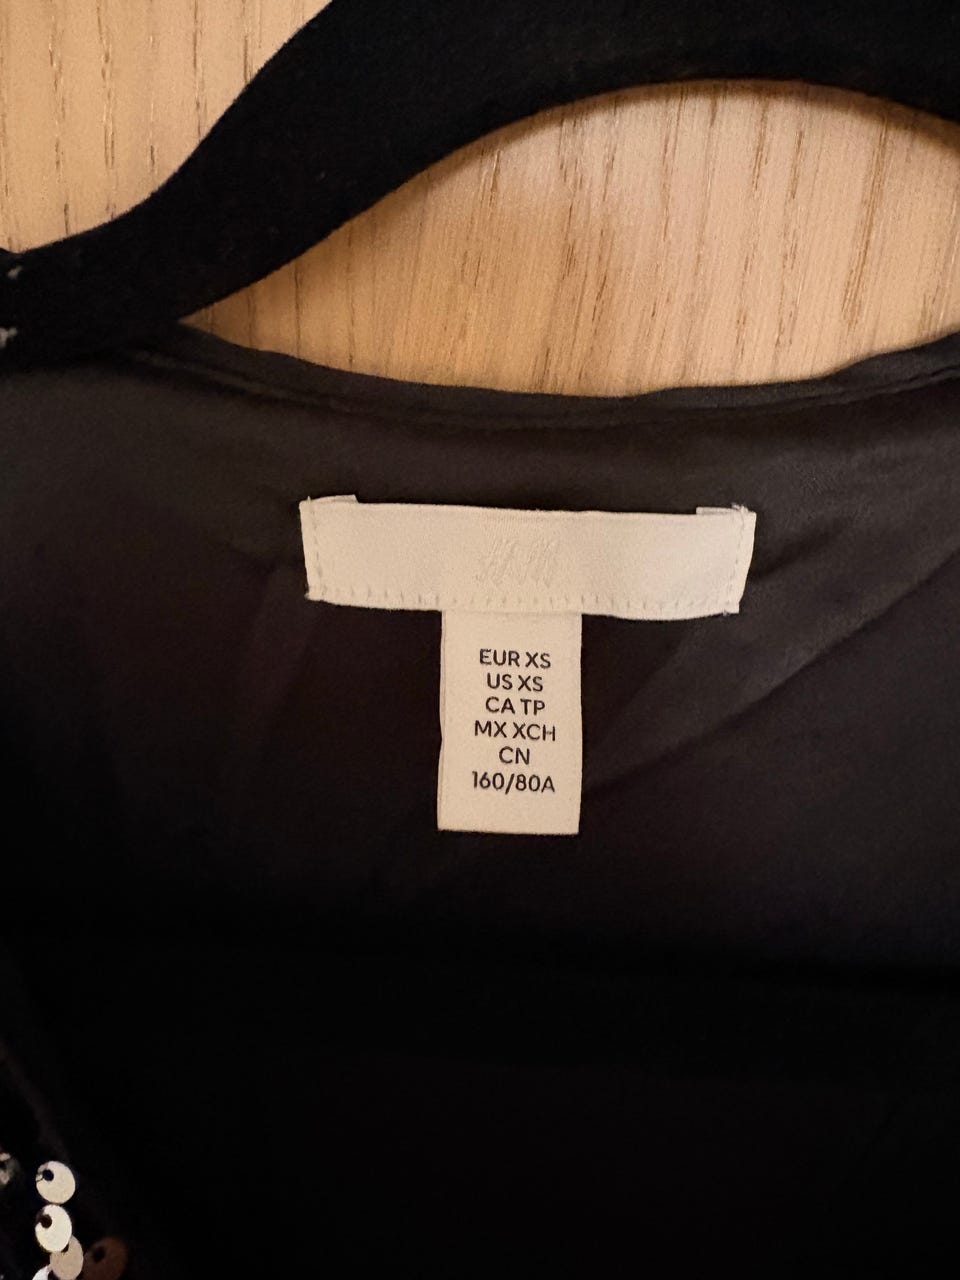 H&M
EUR XS
US XS
CA TP
MX XCH
CN
160/80A